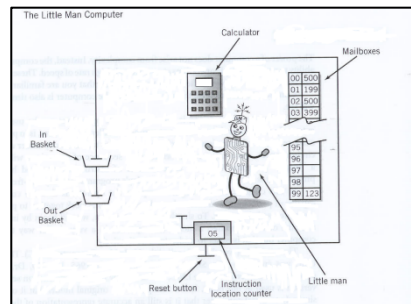 The Little Man Computer
Calculator
Mailboxes
00 500
01 199
02 500
03 399
95
96
97
98
99 123
In
Basket
Out
Basket
05
Reset button
Instruction
location counter
Little man